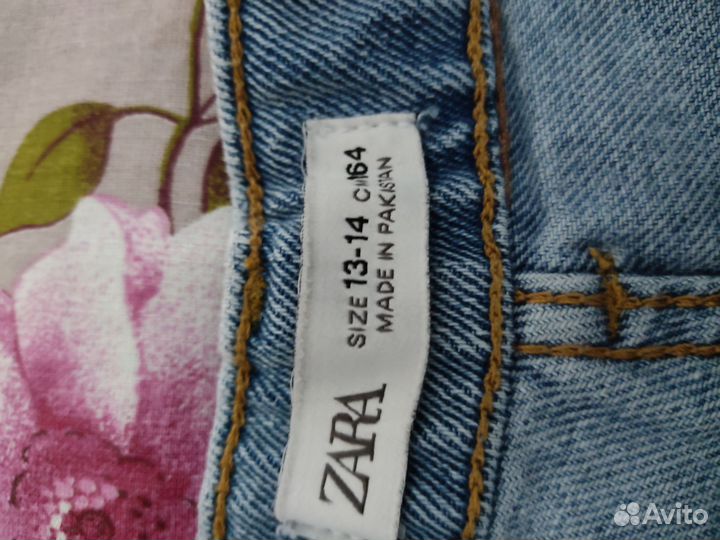 ZARA
SIZE 13-14 CM164
MADE IN PAKISTAN
Avito